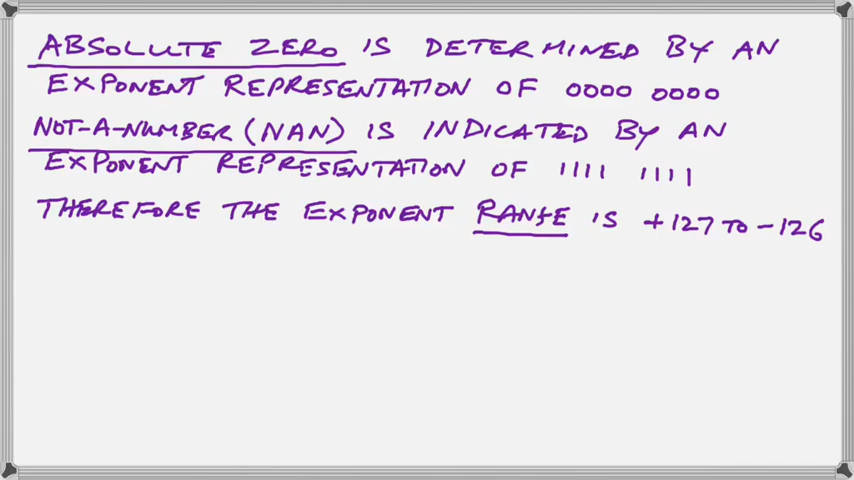 ABSOLUTE ZERO IS DETERMINED BY AN
EXPONENT REPRESENTATION OF 0000 0000
NOT-A-NUMBER (NAN) IS INDICATED BY AN
EXPONENT REPRESENTATION OF 1111 1111
THEREFORE THE EXPONENT RANGE IS +127 TO -126